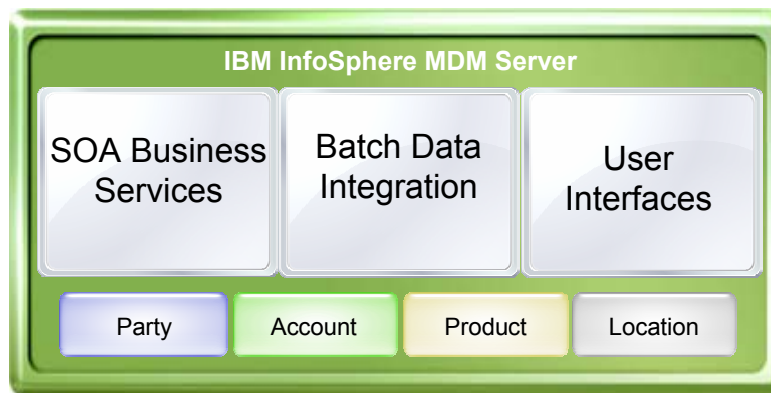 IBM InfoSphere MDM Server
SOA Business
Services
Batch Data
Integration
User
Interfaces
Party
Account
Product
Location